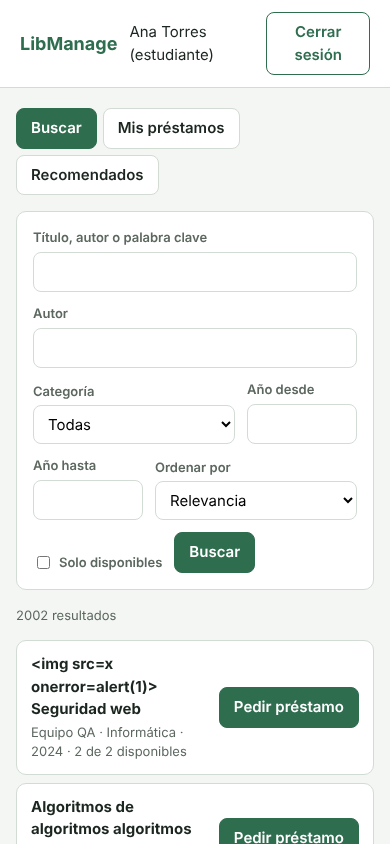 LibManage
Ana Torres
(estudiante)
Cerrar
sesión
Buscar
Mis préstamos
Recomendados
Título, autor o palabra clave
Autor
Categoría
Año desde
Todas
Año hasta
Ordenar por
Relevancia
Solo disponibles
Buscar
2002 resultados
<img src=x
onerror=alert(1)>
Seguridad web
Equipo QA · Informática ·
2024 · 2 de 2 disponibles
Pedir préstamo
Algoritmos de
algoritmos algoritmos
Pedir préstamo